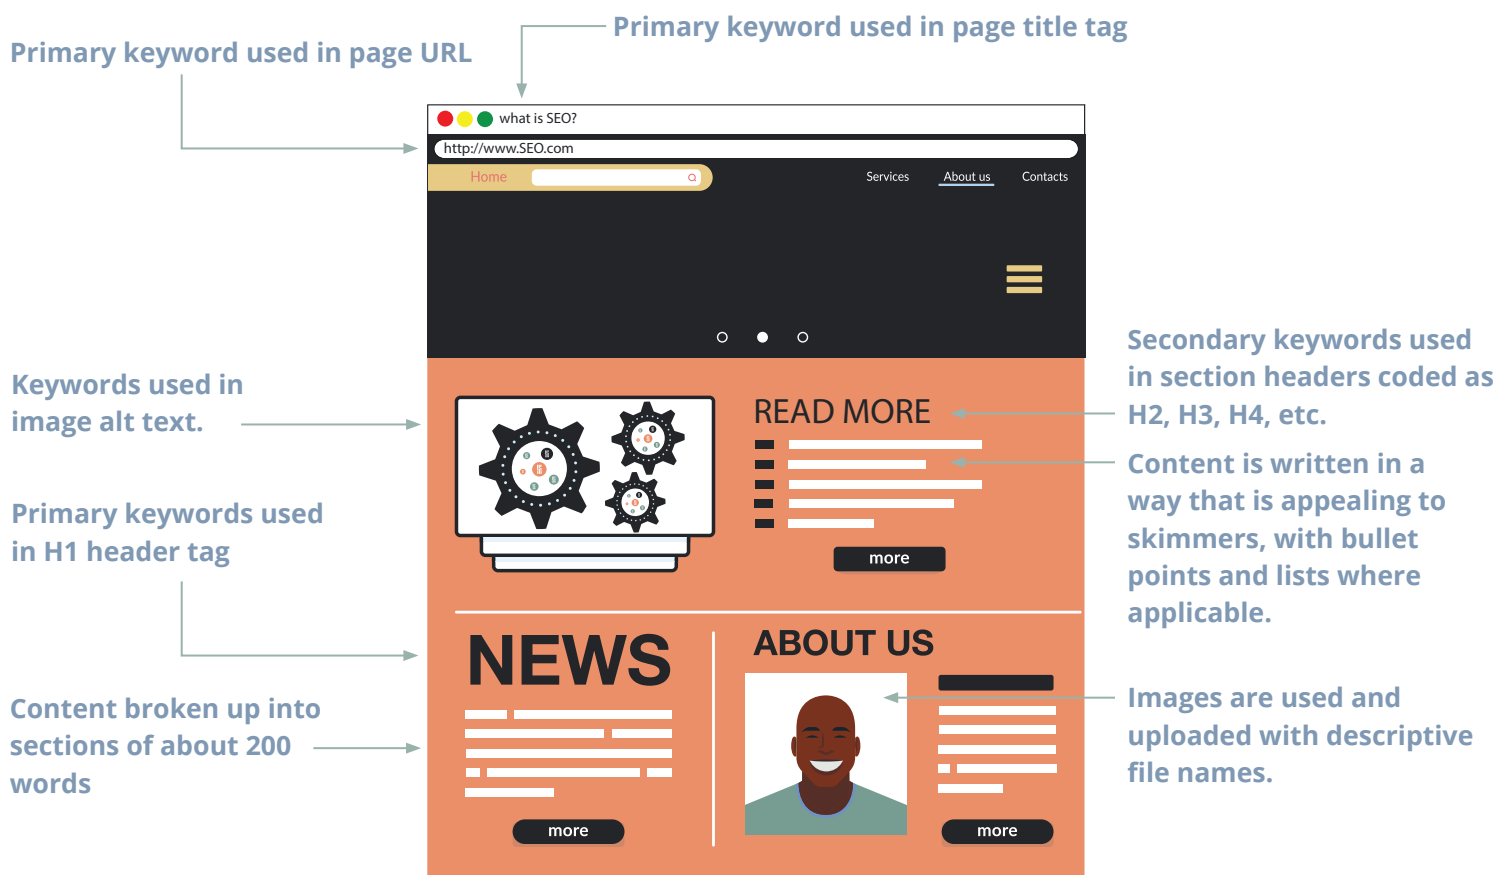 Primary keyword used in page title tag
Primary keyword used in page URL
what is SEO?
http://www.SEO.com
Home
Services
About us
Contacts
Keywords used in
image alt text.
Secondary keywords used
in section headers coded as
H2, H3, H4, etc.
READ MORE
Content is written in a
way that is appealing to
skimmers, with bullet
points and lists where
applicable.
more
Primary keywords used
in H1 header tag
NEWS
ABOUT US
Content broken up into
sections of about 200
words
Images are used and
uploaded with descriptive
file names.
more
more